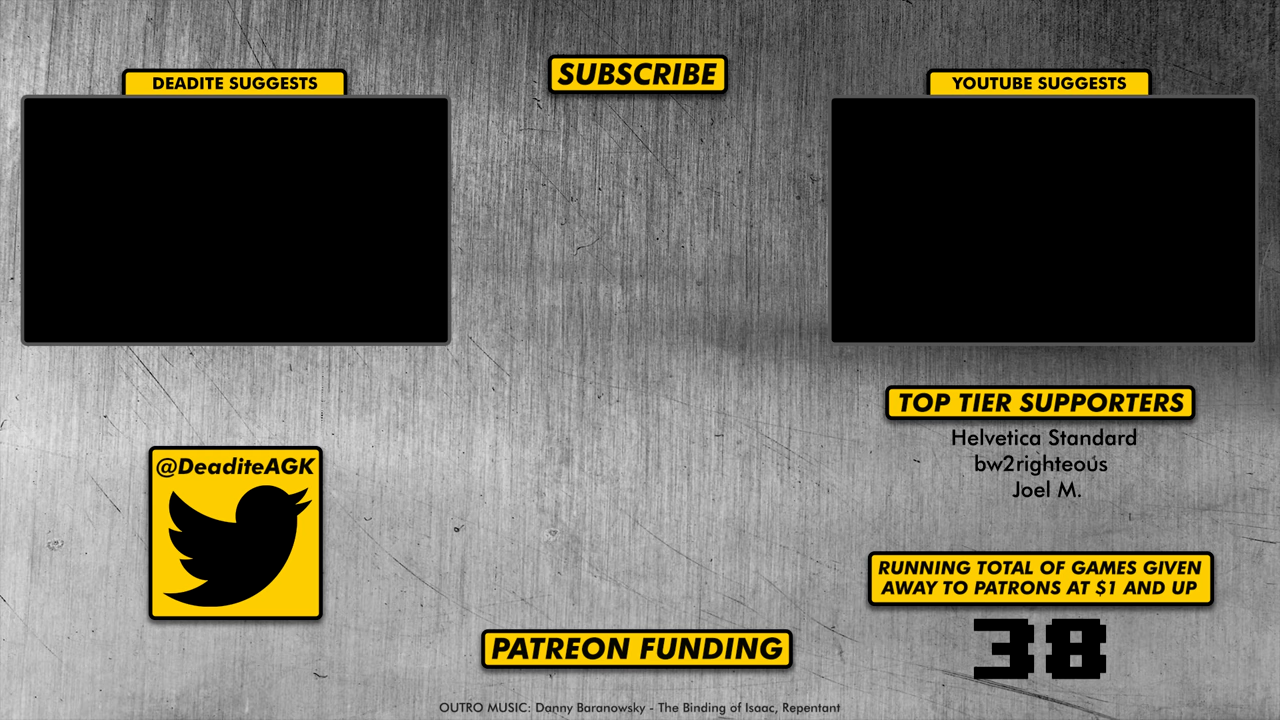 SUBSCRIBE
DEADITE SUGGESTS
YOUTUBE SUGGESTS
TOP TIER SUPPORTERS
Helvetica Standard
bw2righteous
Joel M.
@DeaditeAGK
RUNNING TOTAL OF GAMES GIVEN
AWAY TO PATRONS AT $1 AND UP
38
PATREON FUNDING
OUTRO MUSIC: Danny Baranowsky - The Binding of Isaac, Repentant